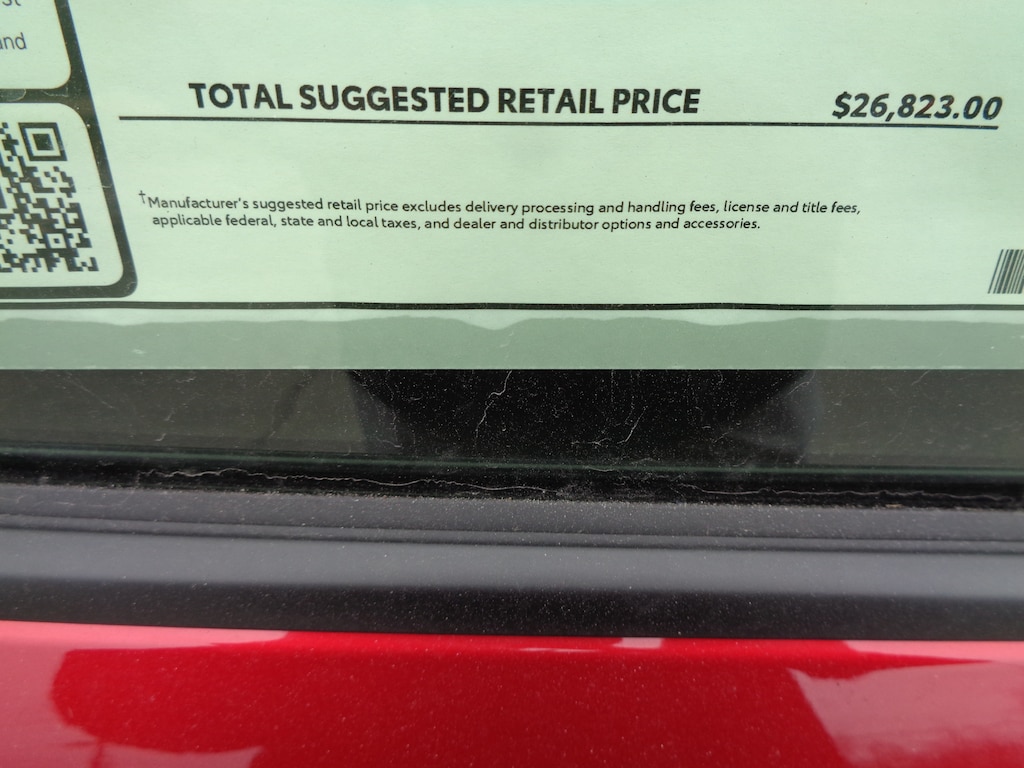 and
TOTAL SUGGESTED RETAIL PRICE $26,823.00
†Manufacturer's suggested retail price excludes delivery processing and handling fees, license and title fees,
applicable federal, state and local taxes, and dealer and distributor options and accessories.